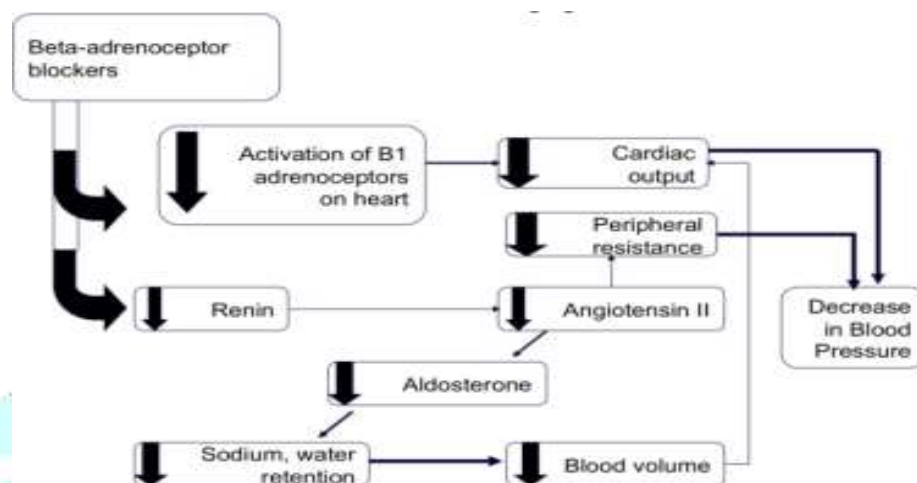 Beta-adrenoceptor
blockers
Activation of B1
adrenoceptors
on heart
Cardiac
output
Peripheral
resistance
Renin
Angiotensin II
Decrease
in Blood
Pressure
Aldosterone
Sodium, water
retention
Blood volume